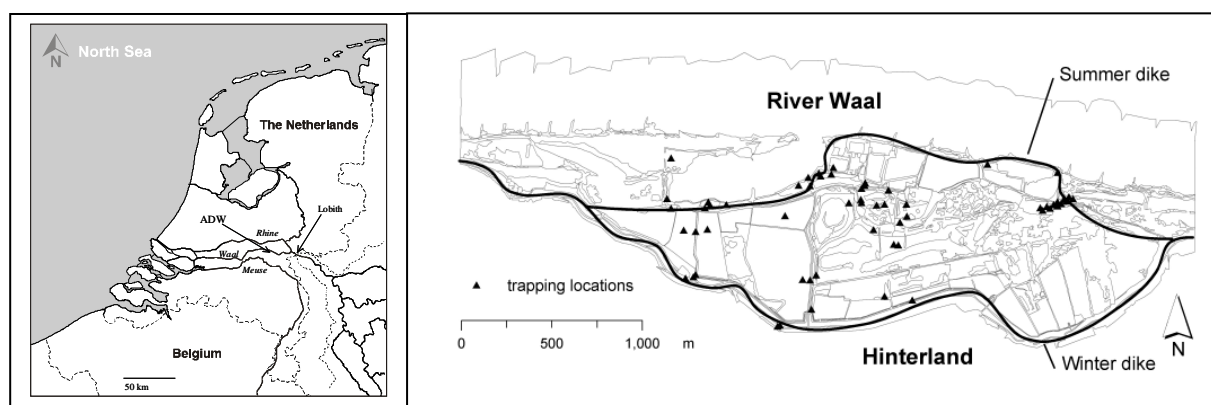 North Sea
N
The Netherlands
ADW
Lobith
Rhine
Waal
Meuse
Belgium
50 km
Summer dike
River Waal
▲ trapping locations
0 500 1,000 m
Hinterland
Winter dike
N